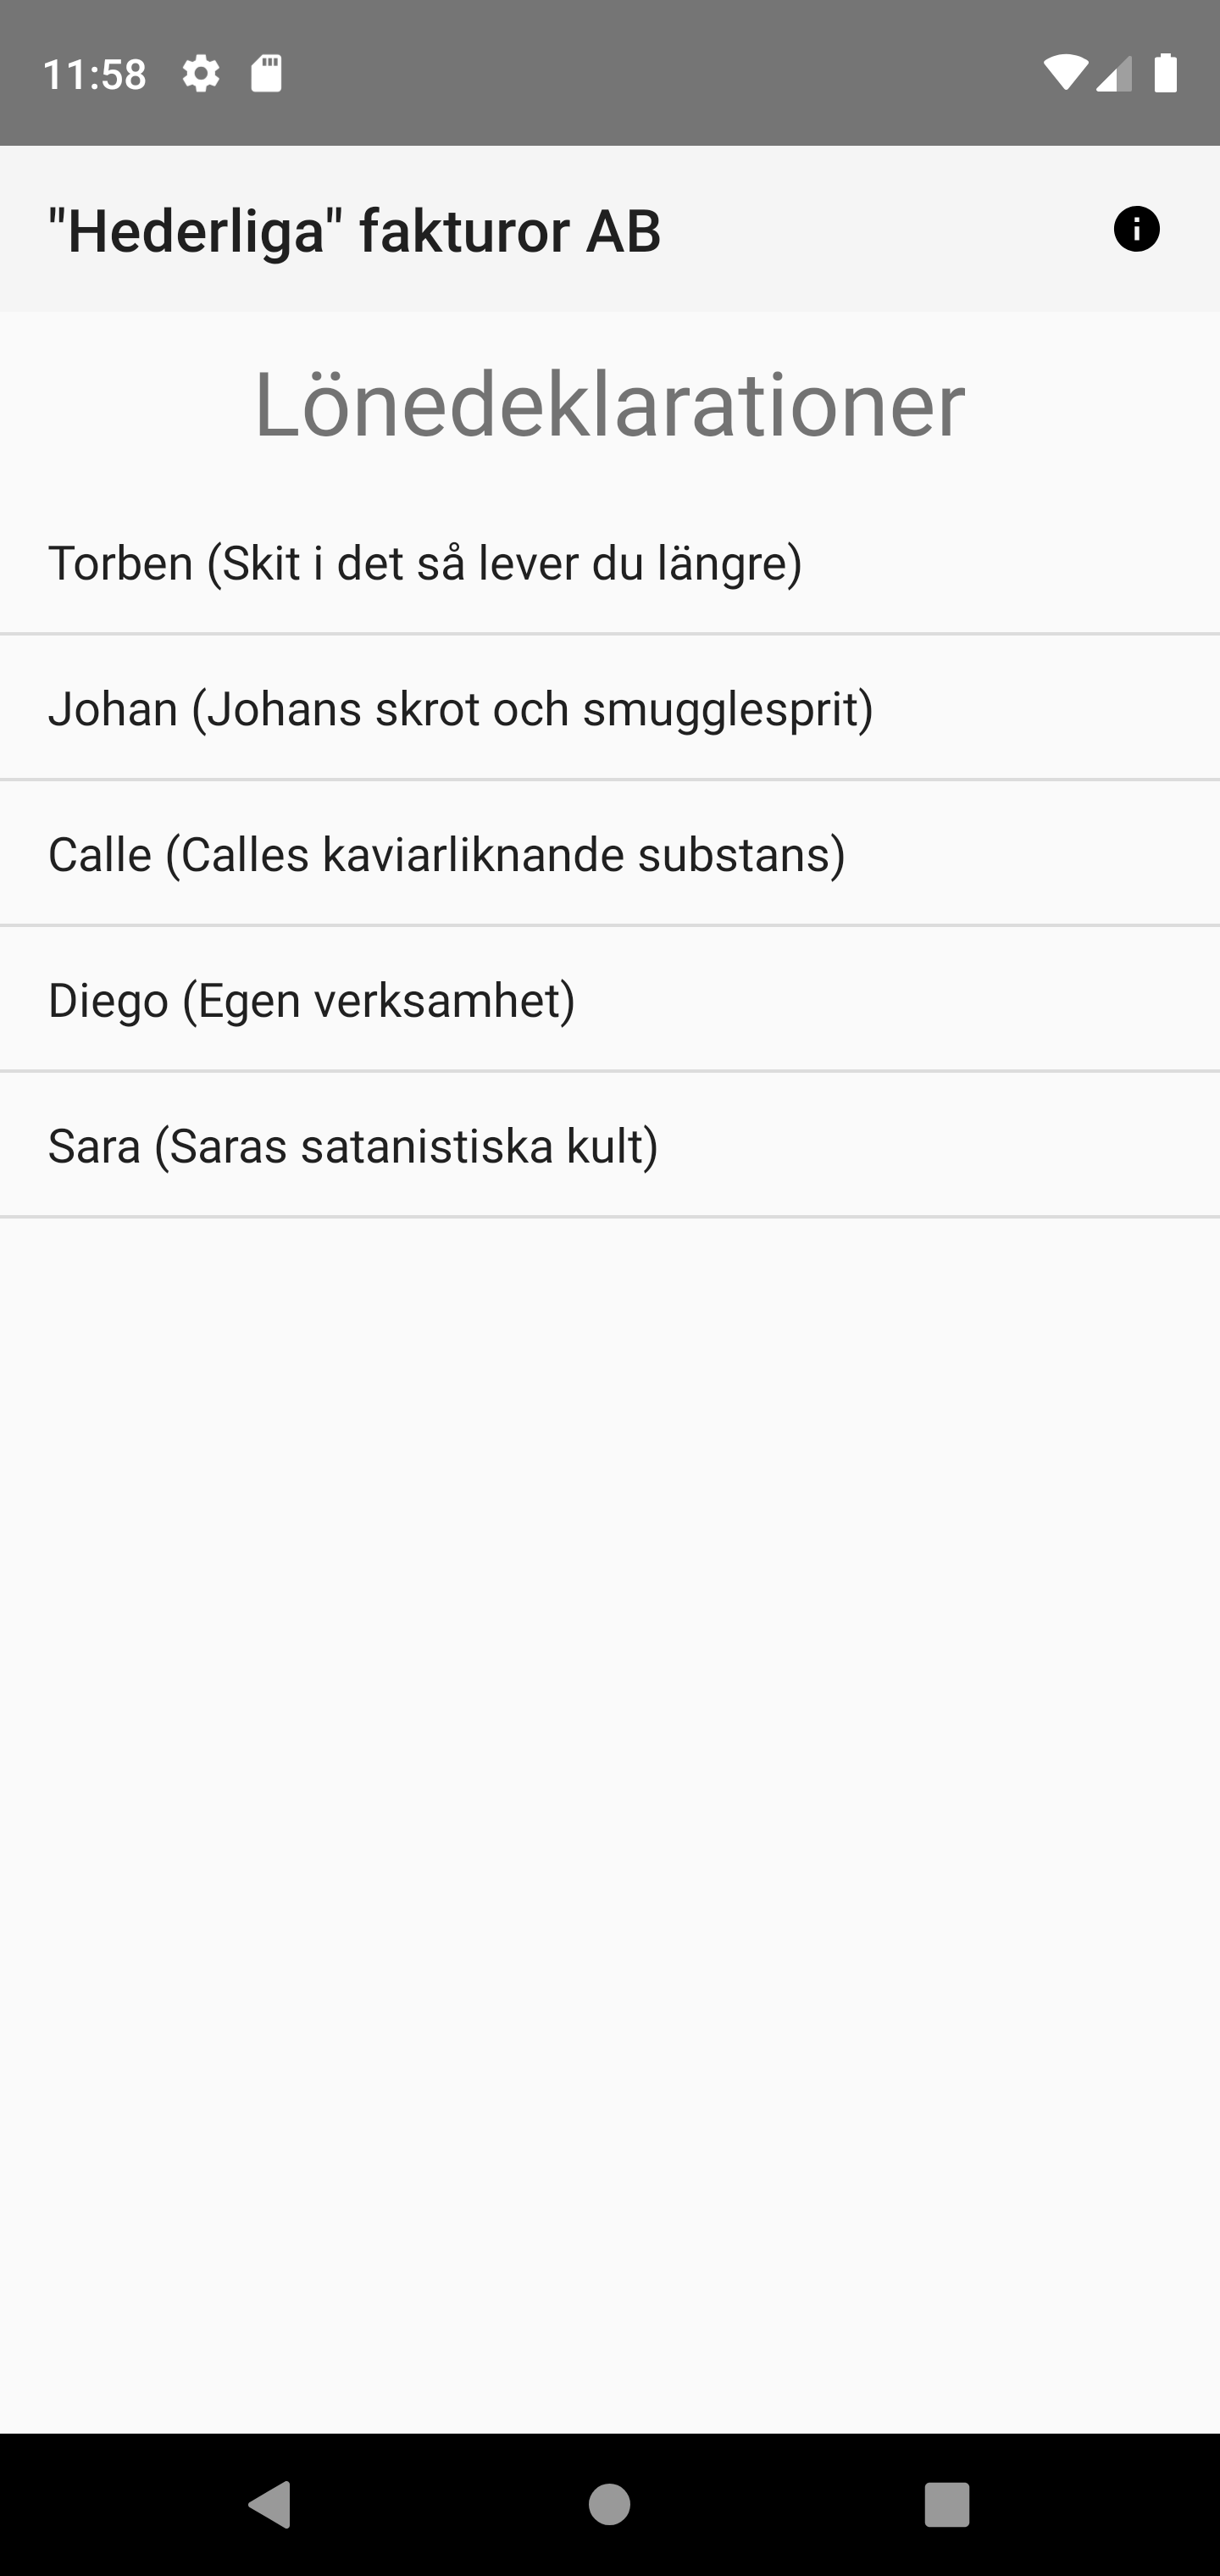 11:58
"Hederliga" fakturor AB
Lönedeklarationer
Torben (Skit i det så lever du längre)
Johan (Johans skrot och smugglesprit)
Calle (Calles kaviarliknande substans)
Diego (Egen verksamhet)
Sara (Saras satanistiska kult)